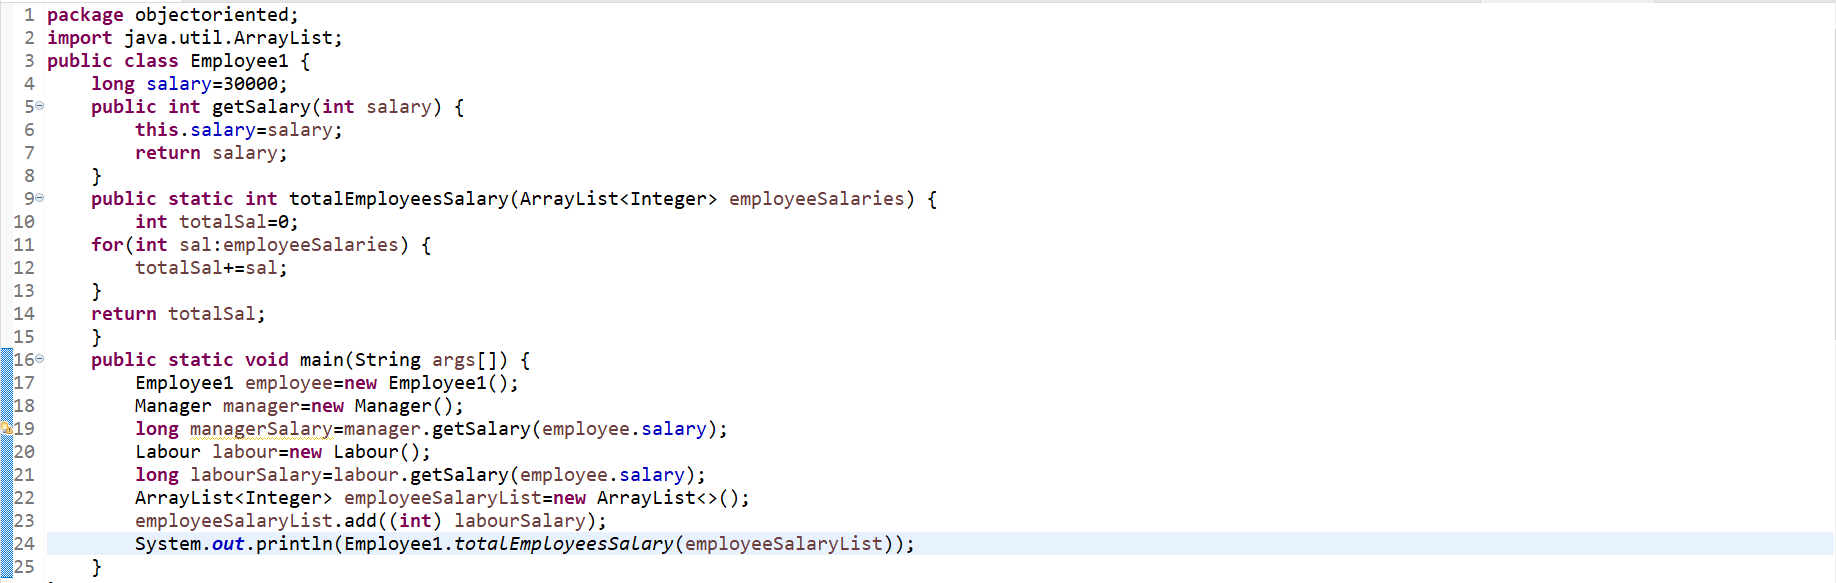 1 package objectoriented;
2 import java.util.ArrayList;
3 public class Employee1 {
4     long salary=30000;
5     public int getSalary(int salary) {
6         this.salary=salary;
7         return salary;
8     }
9     public static int totalEmployeesSalary(ArrayList<Integer> employeeSalaries) {
10         int totalSal=0;
11     for(int sal:employeeSalaries) {
12         totalSal+=sal;
13     }
14     return totalSal;
15     }
16     public static void main(String args[]) {
17         Employee1 employee=new Employee1();
18         Manager manager=new Manager();
19         long managerSalary=manager.getSalary(employee.salary);
20         Labour labour=new Labour();
21         long labourSalary=labour.getSalary(employee.salary);
22         ArrayList<Integer> employeeSalaryList=new ArrayList<>();
23         employeeSalaryList.add((int) labourSalary);
24         System.out.println(Employee1.totalEmployeesSalary(employeeSalaryList));
25     }